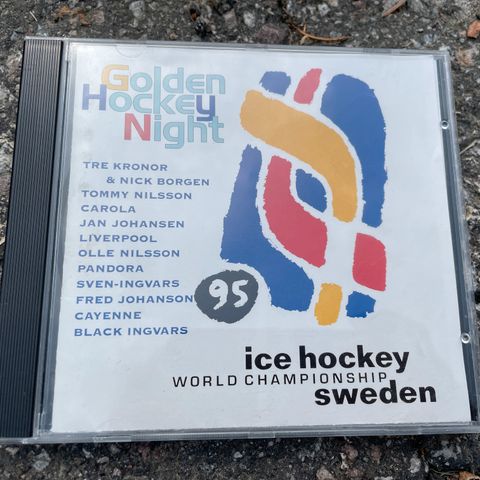 Golden
Hockey
Night
TRE KRONOR
& NICK BORGEN
TOMMY NILSSON
CAROLA
JAN JOHANSEN
LIVERPOOL
OLLE NILSSON
PANDORA
SVEN-INGVARS
FRED JOHANSON
CAYENNE
BLACK INGVARS
95
ice hockey
WORLD CHAMPIONSHIP
sweden